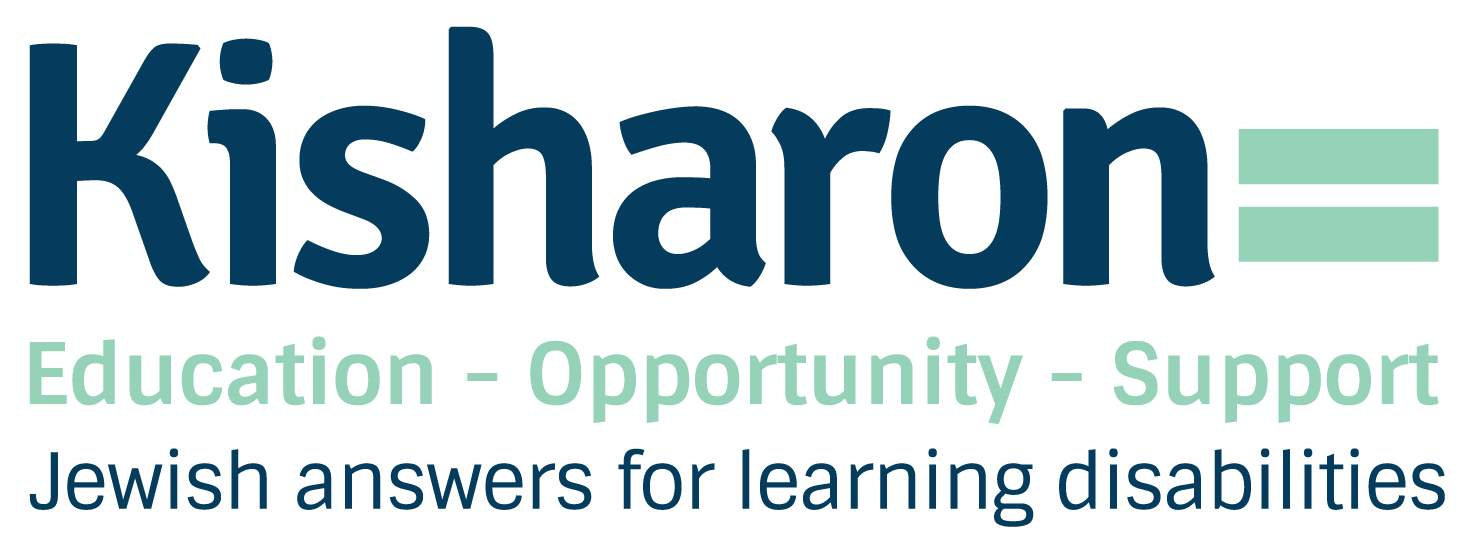 Kisharon=
Education - Opportunity - Support
Jewish answers for learning disabilities